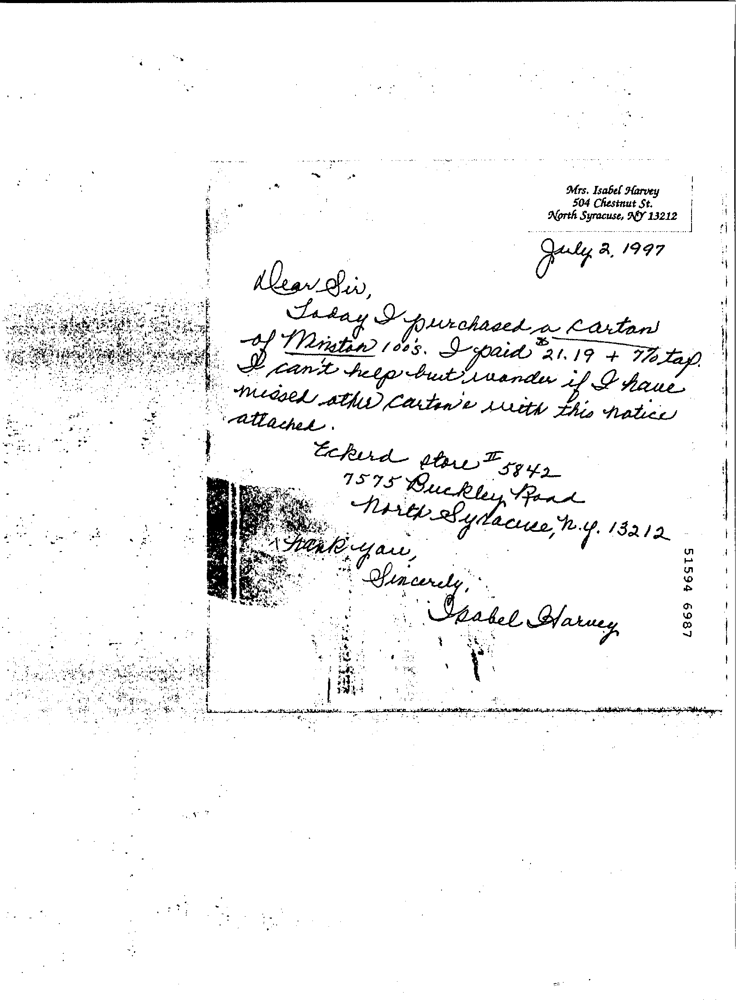 Mrs. Isabel Harvey
504 Chestnut St.
North Syracuse, NY 13212
July 2, 1997
Dear Sir,
Today I purchased a carton
of Winston 100's. I paid $21.19 + 7% tax.
I can't help but wonder if I have
missed other carton's with this notice
attached.
Eckerd store # 5842
7575 Buckley Road
North Syracuse, N.Y. 13212
Thank you,
Sincerely,
Isabel Harvey
51594 6987